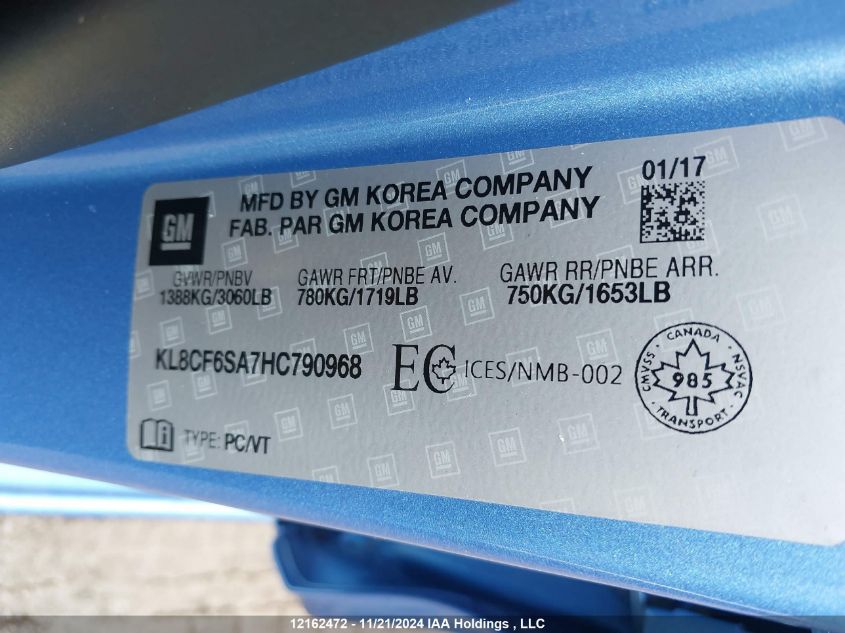 MFD BY GM KOREA COMPANY
FAB. PAR GM KOREA COMPANY
01/17
GM
GVWR/PNBV
1388KG/3060LB
GAWR FRT/PNBE AV.
780KG/1719LB
GAWR RR/PNBE ARR.
750KG/1653LB
KL8CF6SA7HC790968
EC ICES/NMB-002
CANADA
CMVSS 985 NSVAC
TRANSPORT
TYPE: PC/VT
12162472 - 11/21/2024 IAA Holdings , LLC